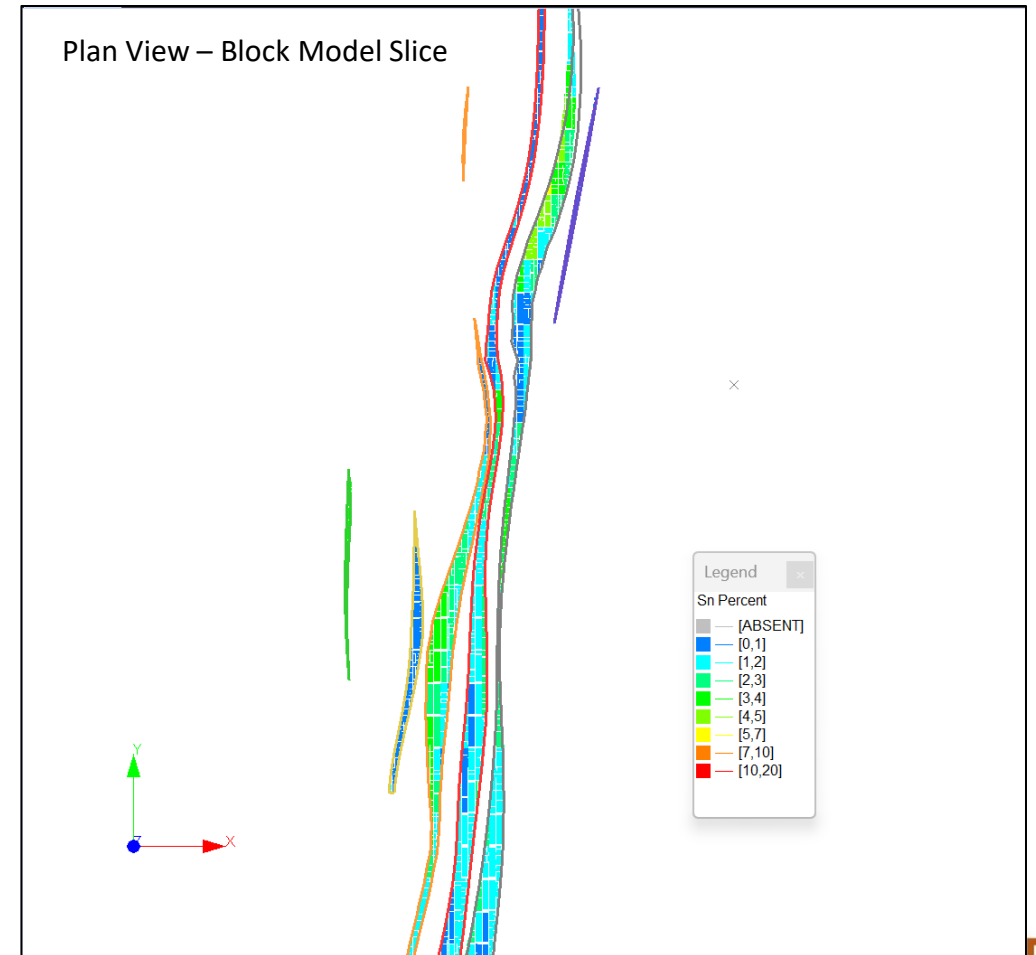 Plan View – Block Model Slice
Legend
×
Sn Percent
[ABSENT]
[0,1]
[1,2]
[2,3]
[3,4]
[4,5]
[5,7]
[7,10]
[10,20]
Y
Z
X